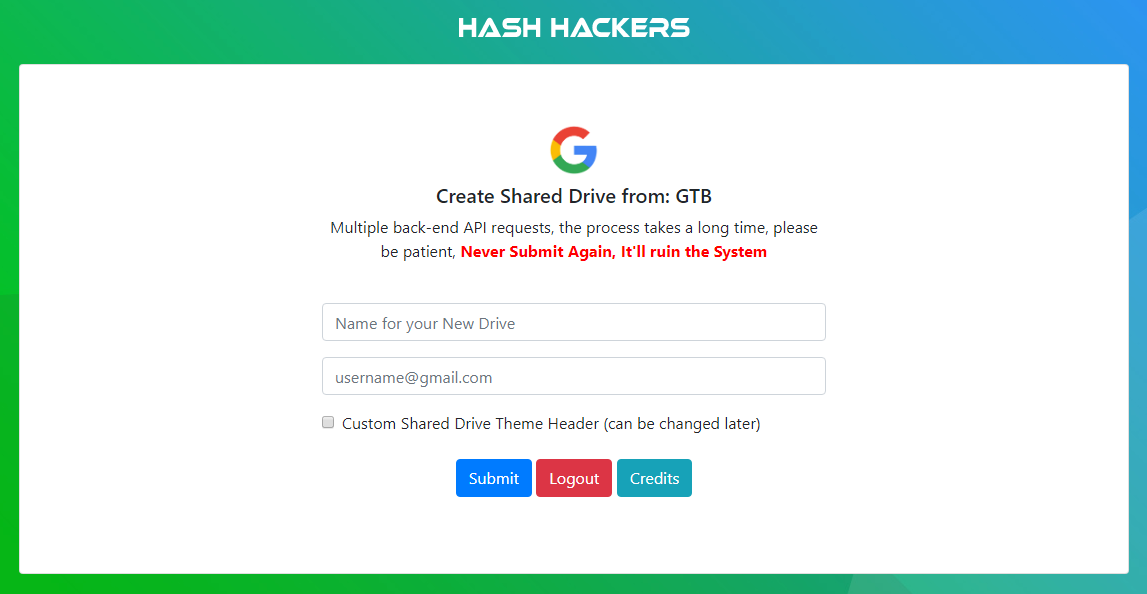 HASH HACKERS
Create Shared Drive from: GTB
Multiple back-end API requests, the process takes a long time, please
be patient, Never Submit Again, It'll ruin the System
Name for your New Drive
username@gmail.com
Custom Shared Drive Theme Header (can be changed later)
Submit Logout Credits